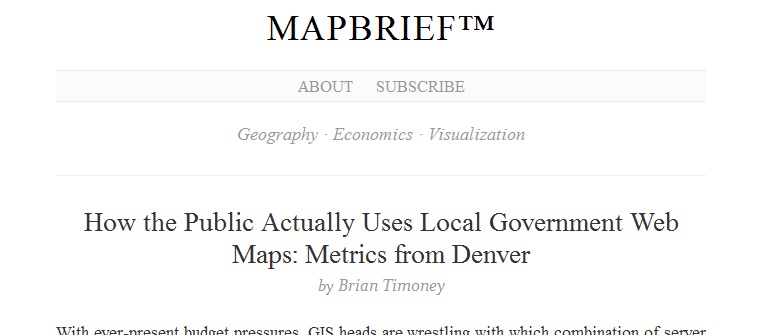 MAPBRIEF™
ABOUT SUBSCRIBE
Geography · Economics · Visualization
How the Public Actually Uses Local Government Web
Maps: Metrics from Denver
by Brian Timoney
With ever-present budget pressures, GIS heads are wrestling with which combination of server